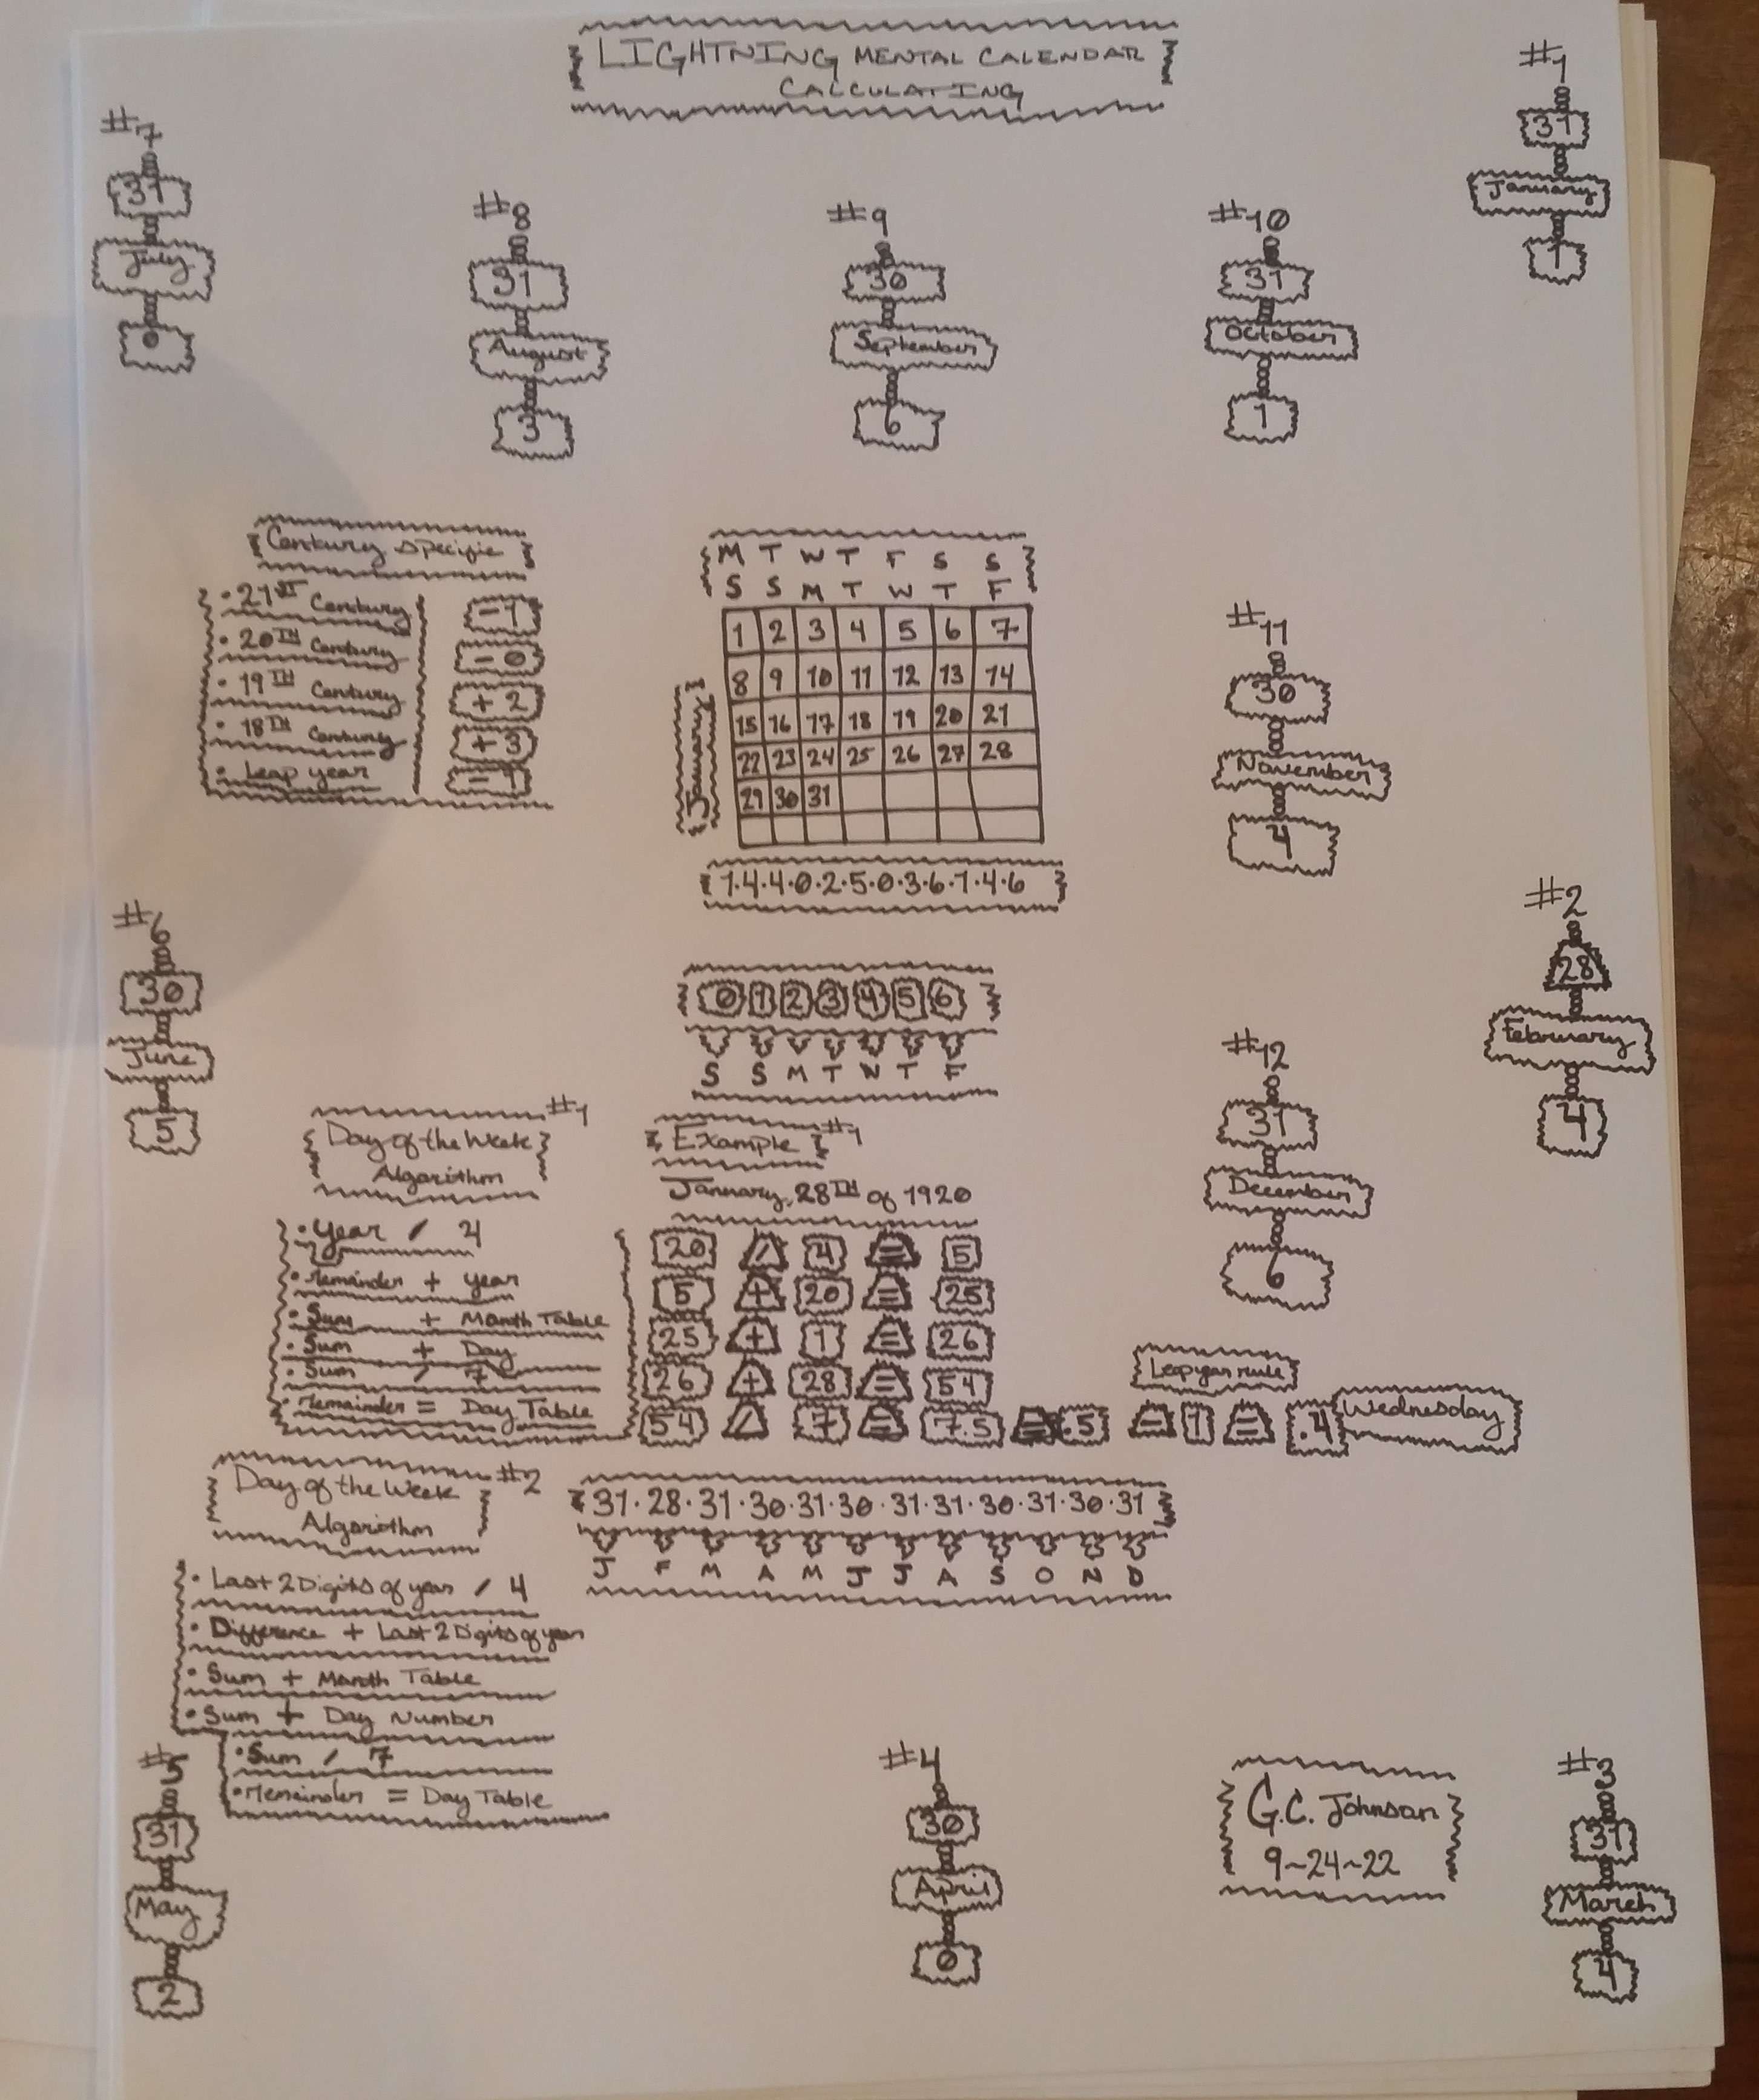 LIGHTNING MENTAL CALENDAR
CALCULATING
#1
31
January
1
#7
31
July
0
#8
31
August
3
#9
30
September
6
#10
31
October
1
Century Specific
• 21ST Century -1
• 20TH Century -0
• 19TH Century +2
• 18TH Century +3
• Leap year -1
M T W T F S S
S S M T W T F
January
1 2 3 4 5 6 7
8 9 10 11 12 13 14
15 16 17 18 19 20 21
22 23 24 25 26 27 28
29 30 31
1·4·4·0·2·5·0·3·6·1·4·6
#11
30
November
4
#2
28
February
4
#6
30
June
5
0 1 2 3 4 5 6
S S M T W T F
#12
31
December
6
Day of the Week #1
Algorithm
• Year / 4
• Remainder + year
• Sum + Month Table
• Sum + Day
• Sum / 7
• Remainder = Day Table
Example #1
January, 28TH of 1920
20 / 4 = 5
5 + 20 = 25
25 + 1 = 26
26 + 28 = 54
Leap year rule
54 / 7 = 7.5 = .5 - 1 = .4 Wednesday
Day of the Week #2
Algorithm
• Last 2 Digits of year / 4
• Difference + Last 2 Digits of year
• Sum + Month Table
• Sum + Day Number
• Sum / 7
• Remainder = Day Table
31·28·31·30·31·30·31·31·30·31·30·31
J F M A M J J A S O N D
#5
31
May
2
#4
30
April
0
G.C. Johnson
9~24~22
#3
31
March
4